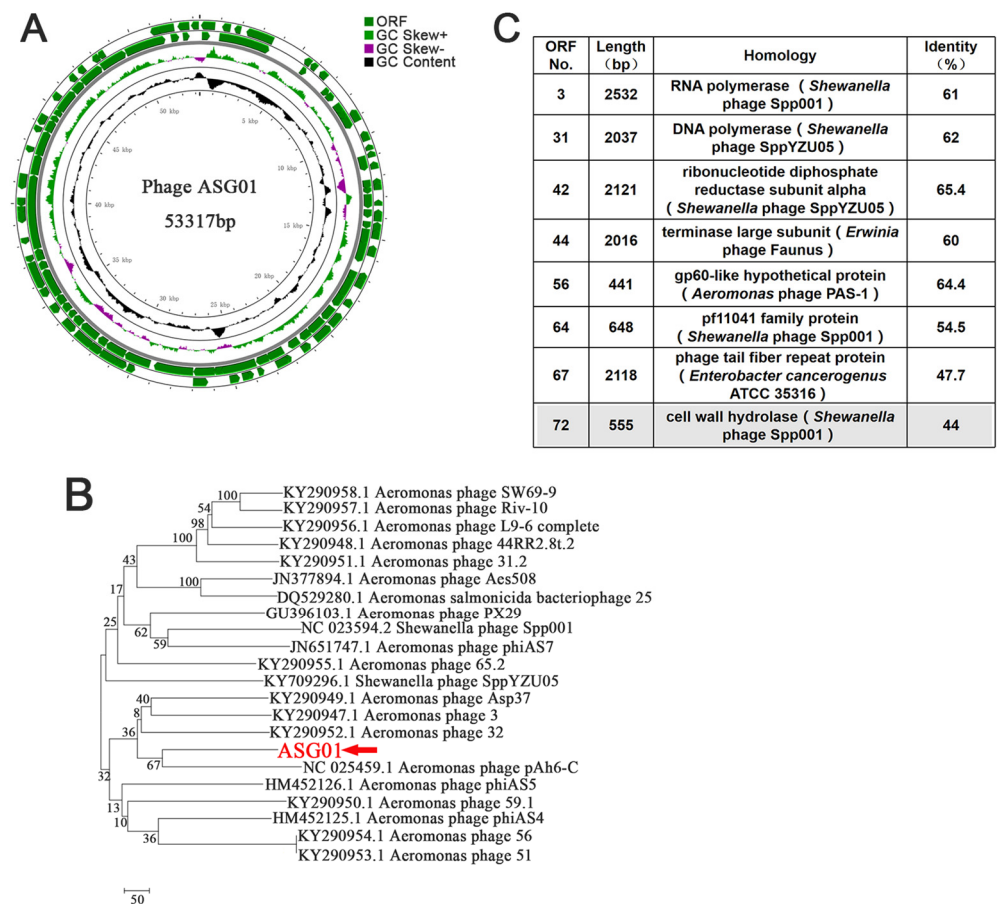 A
ORF
GC Skew+
GC Skew-
GC Content
50 kbp
5 kbp
45 kbp
10 kbp
Phage ASG01
53317bp
40 kbp
15 kbp
35 kbp
20 kbp
30 kbp
25 kbp
C
ORF No. Length (bp) Homology Identity (%)
3 2532 RNA polymerase ( Shewanella phage Spp001 ) 61
31 2037 DNA polymerase ( Shewanella phage SppYZU05 ) 62
42 2121 ribonucleotide diphosphate reductase subunit alpha ( Shewanella phage SppYZU05 ) 65.4
44 2016 terminase large subunit ( Erwinia phage Faunus ) 60
56 441 gp60-like hypothetical protein ( Aeromonas phage PAS-1 ) 64.4
64 648 pf11041 family protein ( Shewanella phage Spp001 ) 54.5
67 2118 phage tail fiber repeat protein ( Enterobacter cancerogenus ATCC 35316 ) 47.7
72 555 cell wall hydrolase ( Shewanella phage Spp001 ) 44
B
100 KY290958.1 Aeromonas phage SW69-9
54 KY290957.1 Aeromonas phage Riv-10
98 KY290956.1 Aeromonas phage L9-6 complete
100 KY290948.1 Aeromonas phage 44RR2.8t.2
43 KY290951.1 Aeromonas phage 31.2
100 JN377894.1 Aeromonas phage Aes508
17 DQ529280.1 Aeromonas salmonicida bacteriophage 25
GU396103.1 Aeromonas phage PX29
25 62 NC 023594.2 Shewanella phage Spp001
59 JN651747.1 Aeromonas phage phiAS7
KY290955.1 Aeromonas phage 65.2
KY709296.1 Shewanella phage SppYZU05
40 KY290949.1 Aeromonas phage Asp37
8 KY290947.1 Aeromonas phage 3
36 KY290952.1 Aeromonas phage 32
ASG01
67 NC 025459.1 Aeromonas phage pAh6-C
32 HM452126.1 Aeromonas phage phiAS5
13 KY290950.1 Aeromonas phage 59.1
10 HM452125.1 Aeromonas phage phiAS4
36 KY290954.1 Aeromonas phage 56
KY290953.1 Aeromonas phage 51
50